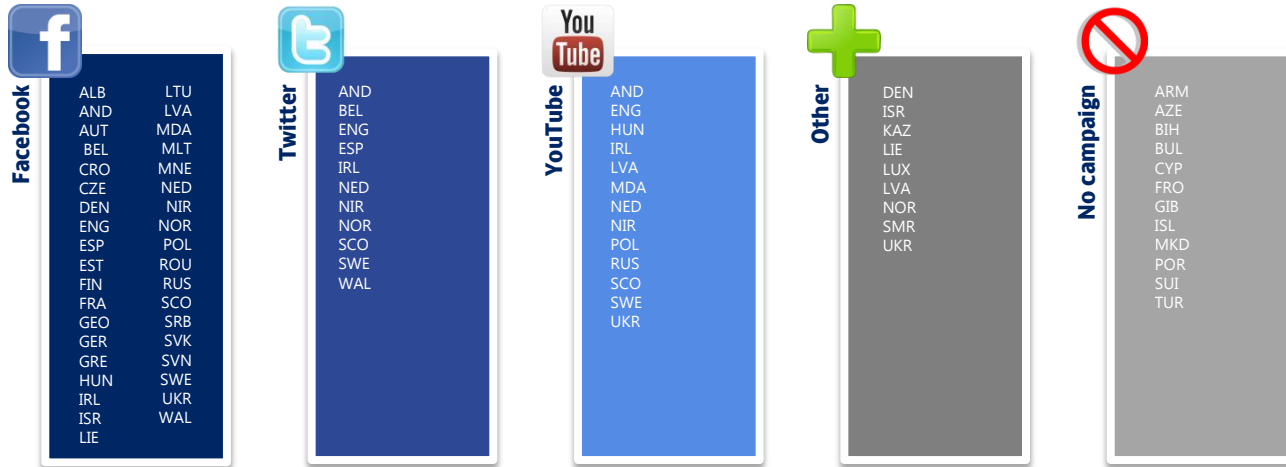 Facebook
ALB
AND
AUT
BEL
CRO
CZE
DEN
ENG
ESP
EST
FIN
FRA
GEO
GER
GRE
HUN
IRL
ISR
LIE
LTU
LVA
MDA
MLT
MNE
NED
NIR
NOR
POL
ROU
RUS
SCO
SRB
SVK
SVN
SWE
UKR
WAL
Twitter
AND
BEL
ENG
ESP
IRL
NED
NIR
NOR
SCO
SWE
WAL
You
Tube
YouTube
AND
ENG
HUN
IRL
LVA
MDA
NED
NIR
POL
RUS
SCO
SWE
UKR
Other
DEN
ISR
KAZ
LIE
LUX
LVA
NOR
SMR
UKR
No campaign
ARM
AZE
BIH
BUL
CYP
FRO
GIB
ISL
MKD
POR
SUI
TUR